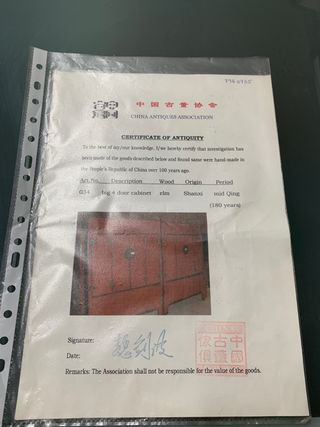 中国古董协会
CHINA ANTIQUES ASSOCIATION
CERTIFICATE OF ANTIQUITY
To the best of my/our knowledge, I/we hereby certify that investigation has
been made of the goods described below and found same were hand-made in
the People's Republic of China over 100 years ago.
Art.No. Description Wood Origin Period
G34 big 4 door cabinet elm Shanxi mid Qing
(180 years)
Signature:
Date:
Remarks: The Association shall not be responsible for the value of the goods.